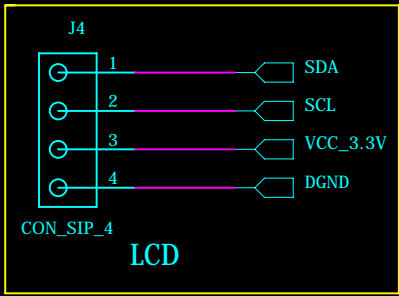 J4
1 SDA
2 SCL
3 VCC_3.3V
4 DGND
CON_SIP_4
LCD